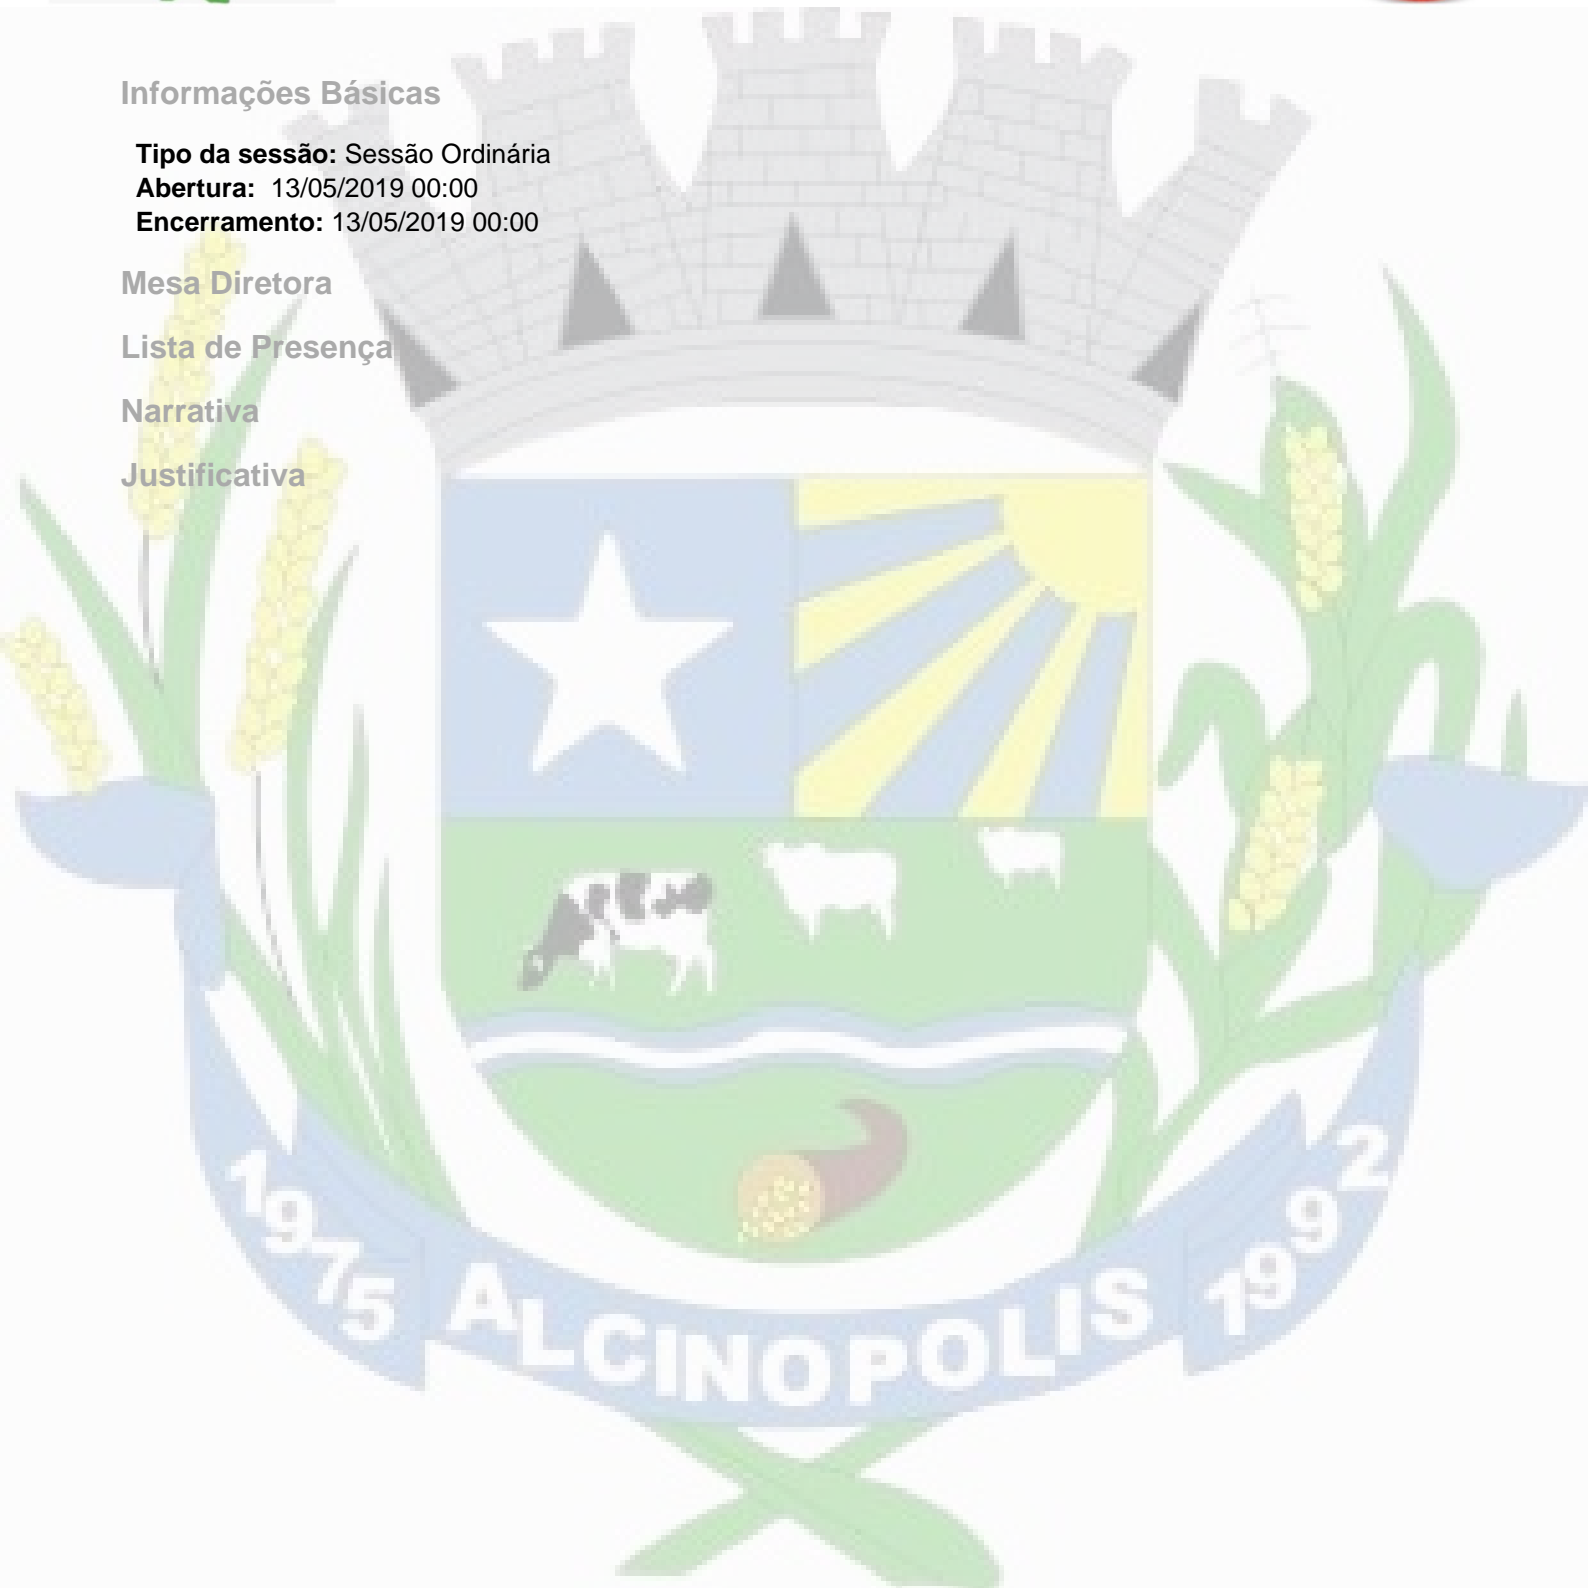 Informações Básicas
Tipo da sessão: Sessão Ordinária
Abertura: 13/05/2019 00:00
Encerramento: 13/05/2019 00:00
Mesa Diretora
Lista de Presença
Narrativa
Justificativa
1975 ALCINOPOLIS 1992